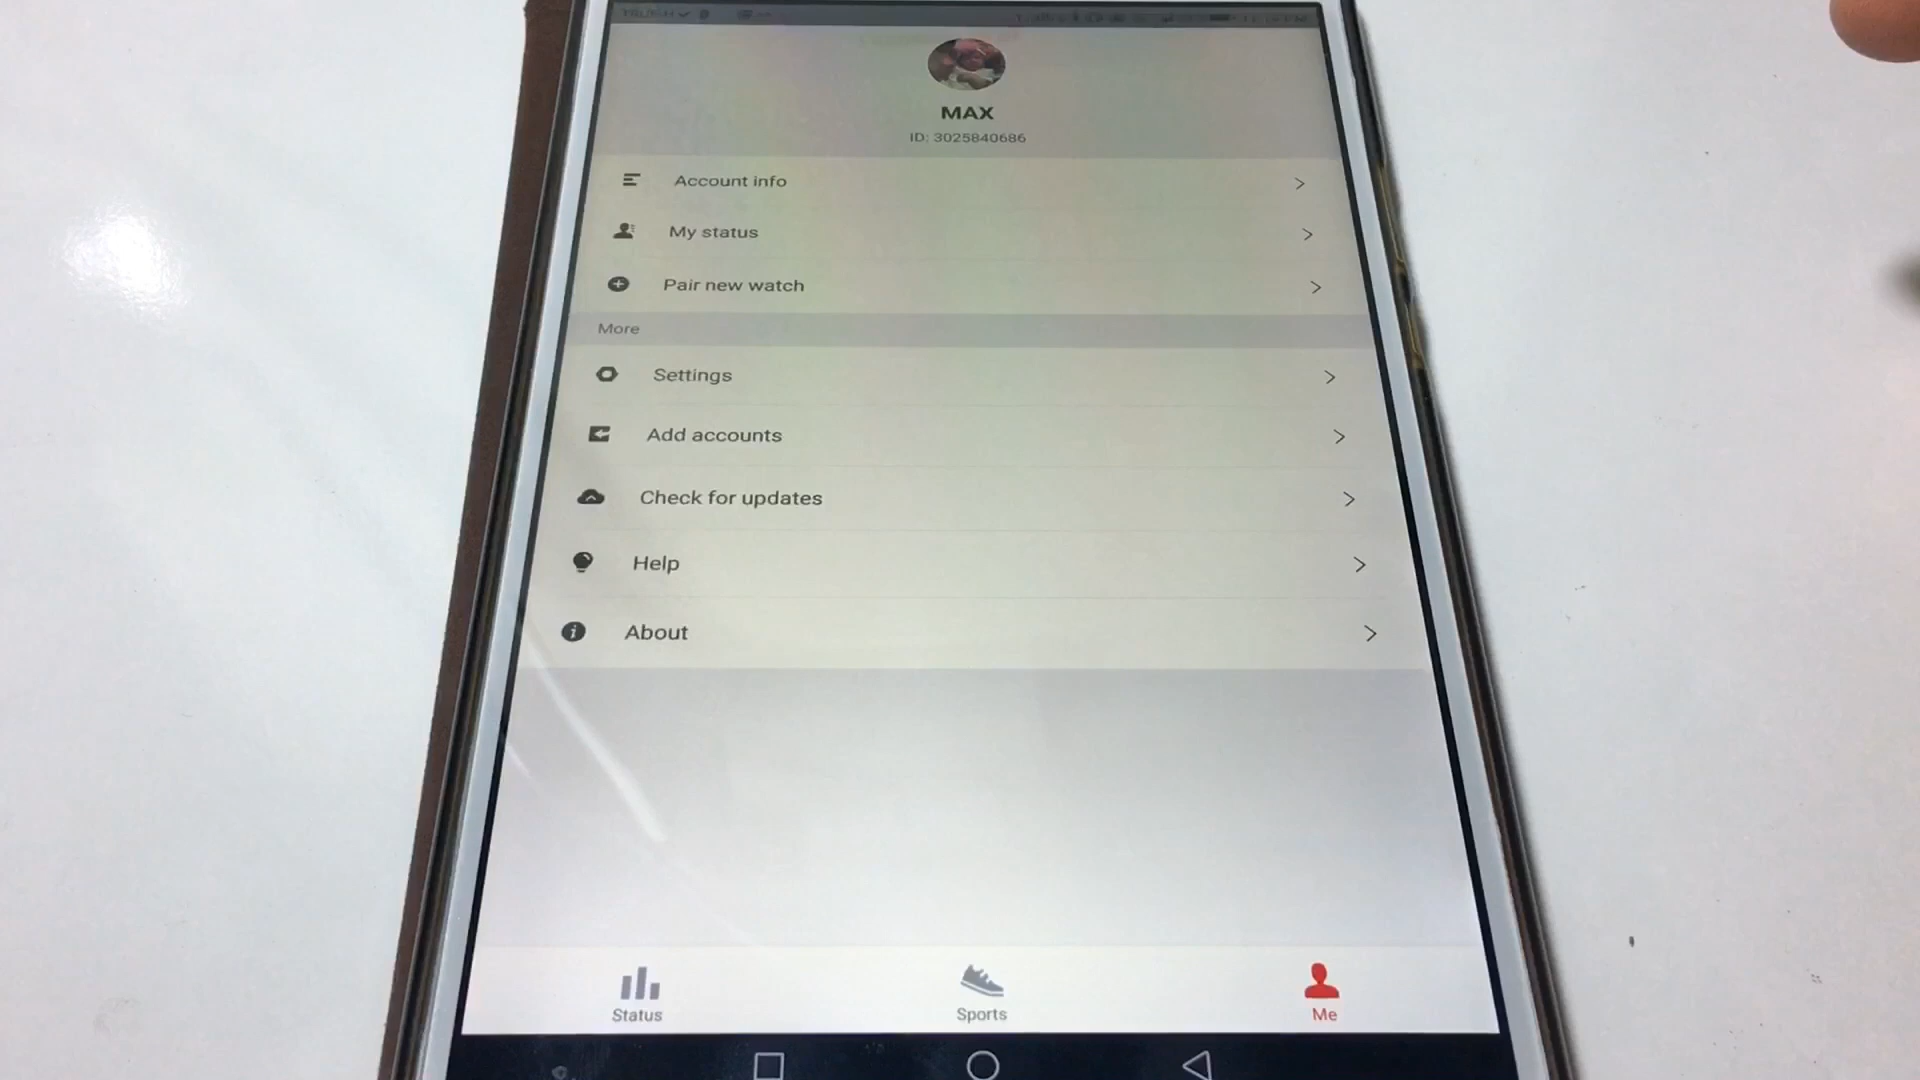 MAX
ID: 3025840686
Account info
My status
Pair new watch
More
Settings
Add accounts
Check for updates
Help
About
Status
Sports
Me